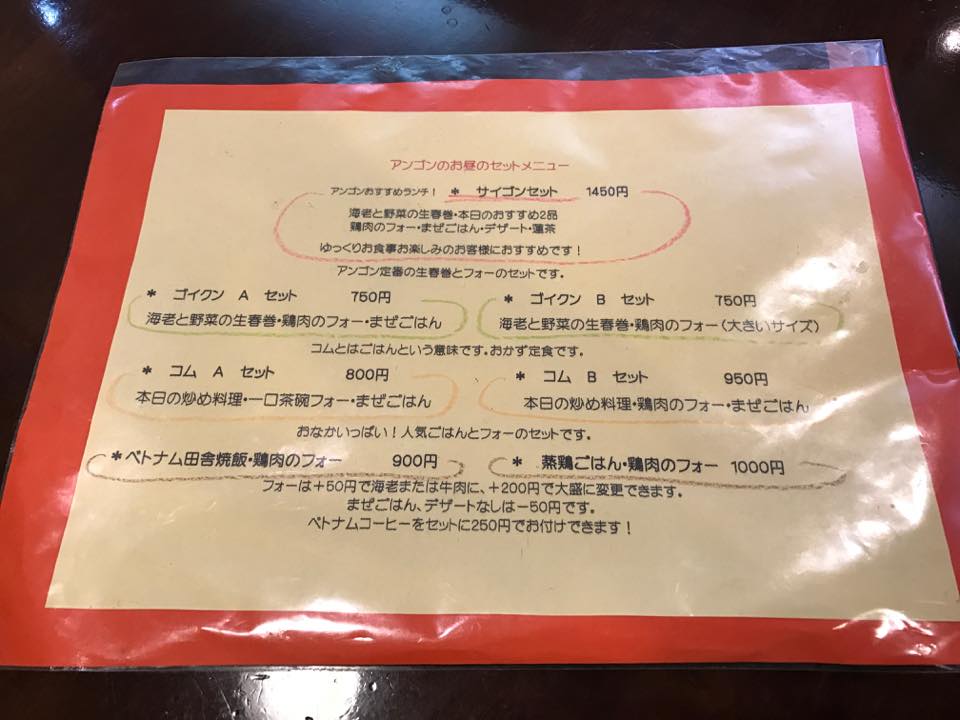 アンゴンのお昼のセットメニュー
アンゴンおすすめランチ! * サイゴンセット 1450円
海老と野菜の生春巻・本日のおすすめ2品
鶏肉のフォー・まぜごはん・デザート・蓮茶
ゆっくりお食事お楽しみのお客様におすすめです!
アンゴン定番の生春巻とフォーのセットです。
* ゴイクン A セット 750円 * ゴイクン B セット 750円
海老と野菜の生春巻・鶏肉のフォー・まぜごはん 海老と野菜の生春巻・鶏肉のフォー(大きいサイズ)
コムとはごはんという意味です。おかず定食です。
* コム A セット 800円 * コム B セット 950円
本日の炒め料理・一口茶碗フォー・まぜごはん 本日の炒め料理・鶏肉のフォー・まぜごはん
おなかいっぱい!人気ごはんとフォーのセットです。
*ベトナム田舎焼飯・鶏肉のフォー 900円 * 蒸鶏ごはん・鶏肉のフォー 1000円
フォーは+50円で海老または牛肉に、+200円で大盛に変更できます。
まぜごはん、デザートなしは−50円です。
ベトナムコーヒーをセットに250円でお付けできます!